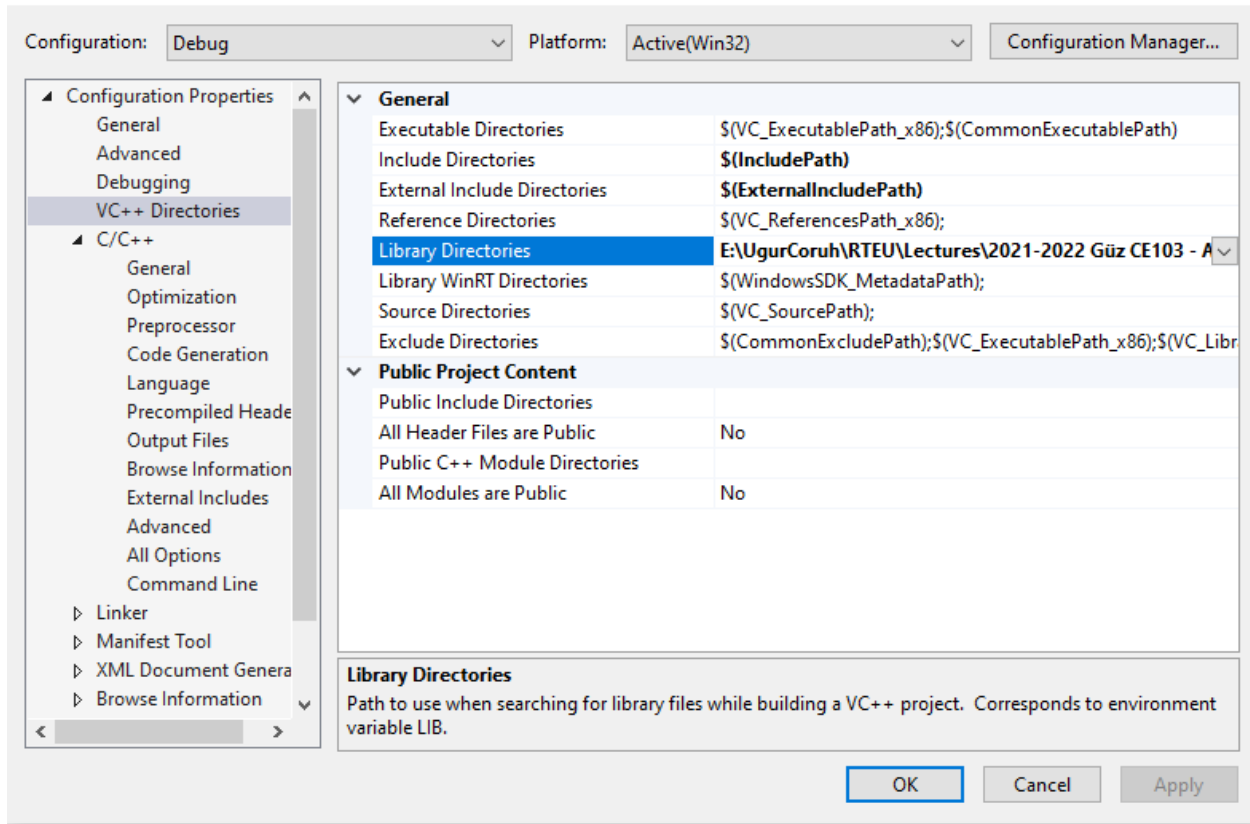 Configuration: Debug Platform: Active(Win32) Configuration Manager...
Configuration Properties
General
Advanced
Debugging
VC++ Directories
C/C++
General
Optimization
Preprocessor
Code Generation
Language
Precompiled Heade
Output Files
Browse Information
External Includes
Advanced
All Options
Command Line
Linker
Manifest Tool
XML Document Genera
Browse Information
General
Executable Directories $(VC_ExecutablePath_x86);$(CommonExecutablePath)
Include Directories $(IncludePath)
External Include Directories $(ExternalIncludePath)
Reference Directories $(VC_ReferencesPath_x86);
Library Directories E:\UgurCoruh\RTEU\Lectures\2021-2022 Güz CE103 - A
Library WinRT Directories $(WindowsSDK_MetadataPath);
Source Directories $(VC_SourcePath);
Exclude Directories $(CommonExcludePath);$(VC_ExecutablePath_x86);$(VC_Libr
Public Project Content
Public Include Directories
All Header Files are Public No
Public C++ Module Directories
All Modules are Public No
Library Directories
Path to use when searching for library files while building a VC++ project. Corresponds to environment
variable LIB.
OK Cancel Apply